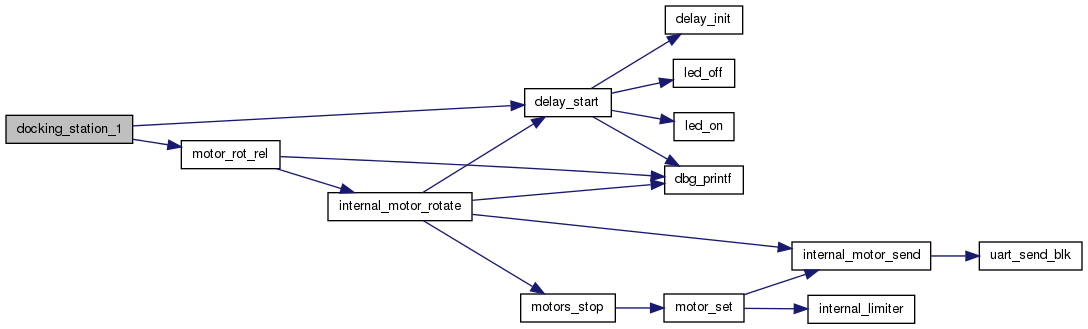 delay_init
led_off
delay_start
docking_station_1
led_on
motor_rot_rel
dbg_printf
internal_motor_rotate
internal_motor_send
uart_send_blk
motors_stop
motor_set
internal_limiter